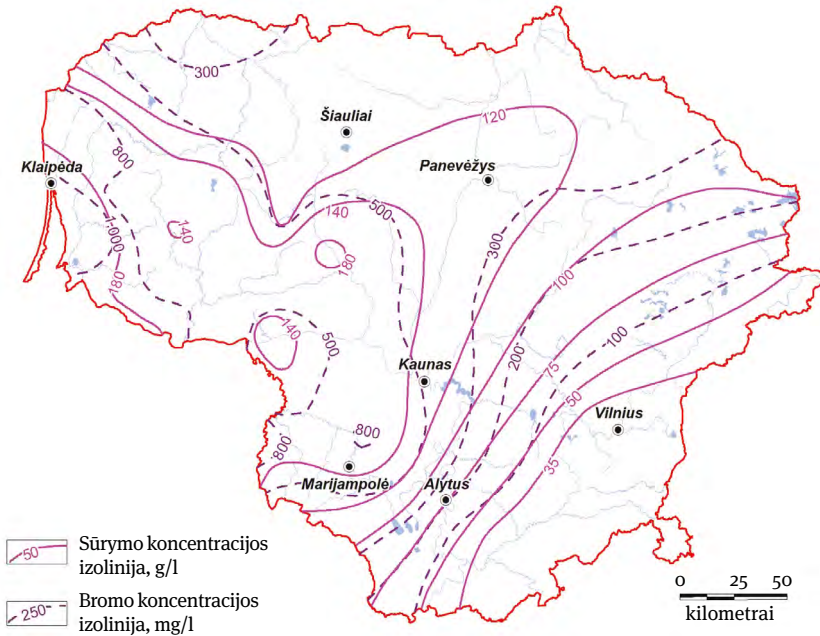 300
Šiauliai
120
Klaipėda
800
Panevėžys
140
500
1000
140
180
180
300
100
140
500
Kaunas
200
100
75
50
Vilnius
800
800
35
Marijampolė
Alytus
50
Sūrymo koncentracijos
izolinija, g/l
250
Bromo koncentracijos
izolinija, mg/l
0 25 50
kilometrai